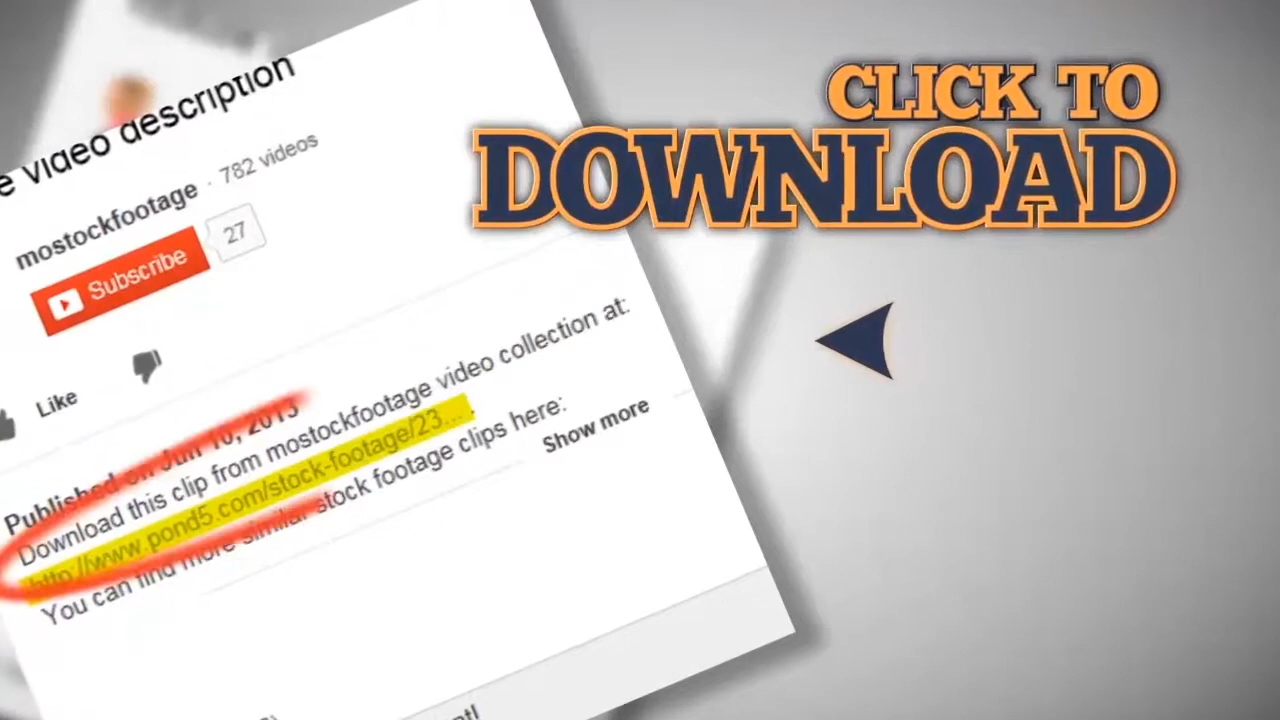 e video description
mostockfootage · 782 videos
Subscribe 27
Like
Published on Jun 10, 2013
Download this clip from mostockfootage video collection at:
http://www.pond5.com/stock-footage/23... .
You can find more similar stock footage clips here:
Show more
CLICK TO
DOWNLOAD